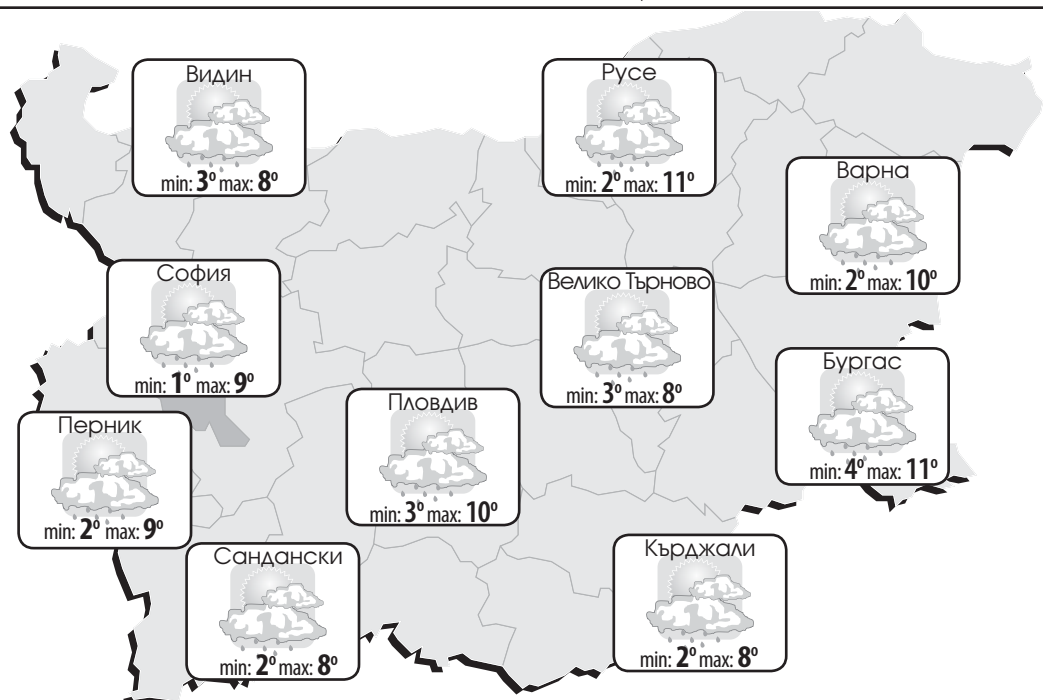 Видин
min: 3° max: 8°
Русе
min: 2° max: 11°
Варна
min: 2° max: 10°
София
min: 1° max: 9°
Велико Търново
min: 3° max: 8°
Бургас
min: 4° max: 11°
Пловдив
min: 3° max: 10°
Перник
min: 2° max: 9°
Сандански
min: 2° max: 8°
Кърджали
min: 2° max: 8°